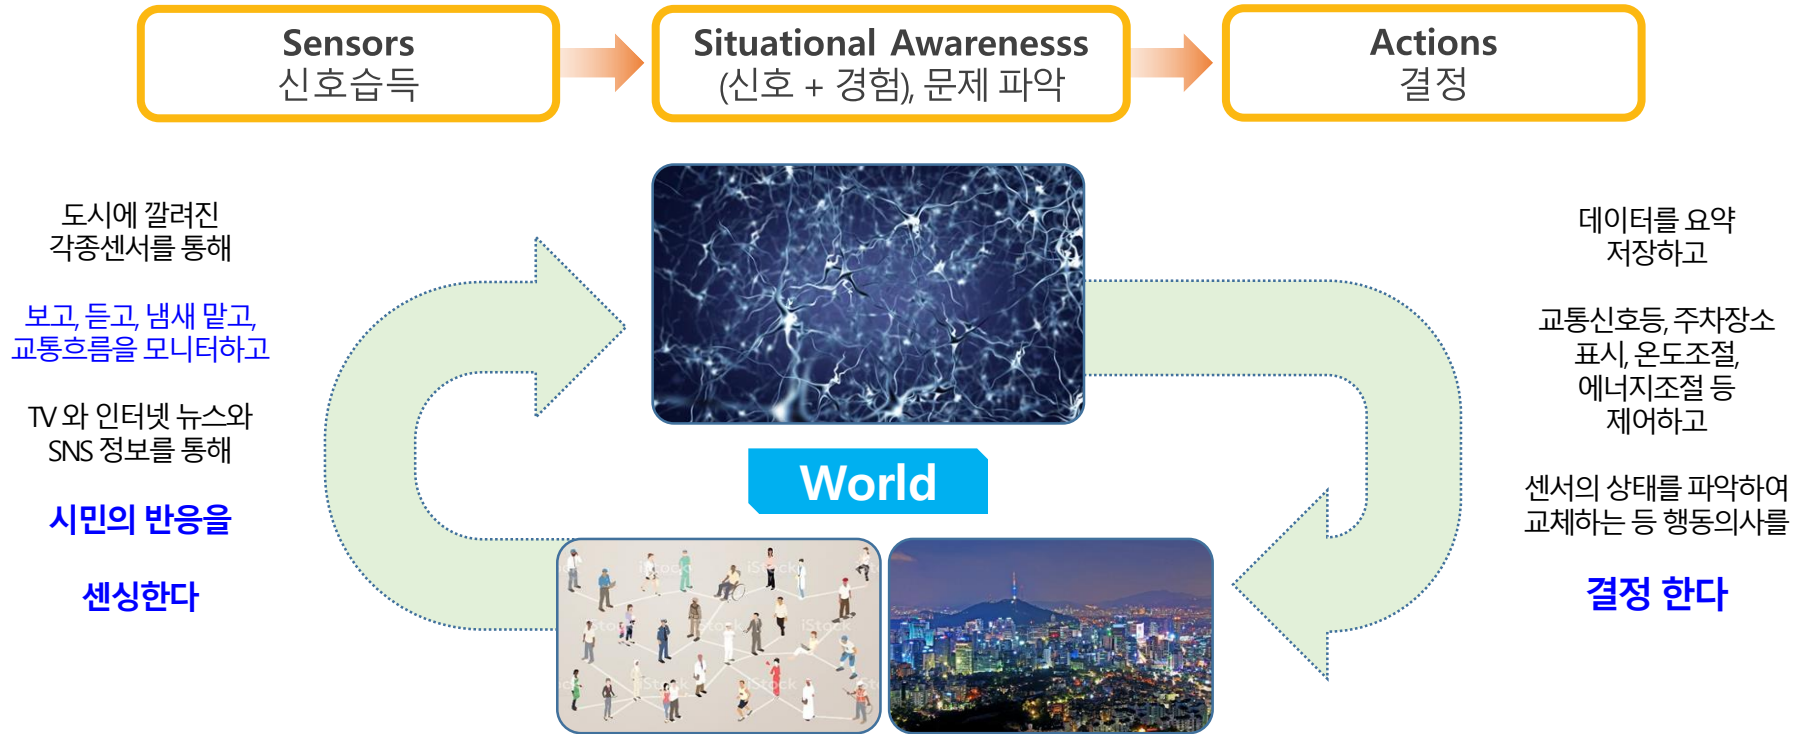 Sensors
신호습득
Situational Awarenesss
(신호 + 경험), 문제 파악
Actions
결정
도시에 깔려진
각종센서를 통해
보고, 듣고, 냄새 맡고,
교통흐름을 모니터하고
TV 와 인터넷 뉴스와
SNS 정보를 통해
시민의 반응을
센싱한다
World
iStock
iStock
iStock
iStock
iStock
iStock
데이터를 요약
저장하고
교통신호등, 주차장소
표시, 온도조절,
에너지조절 등
제어하고
센서의 상태를 파악하여
교체하는 등 행동의사를
결정 한다